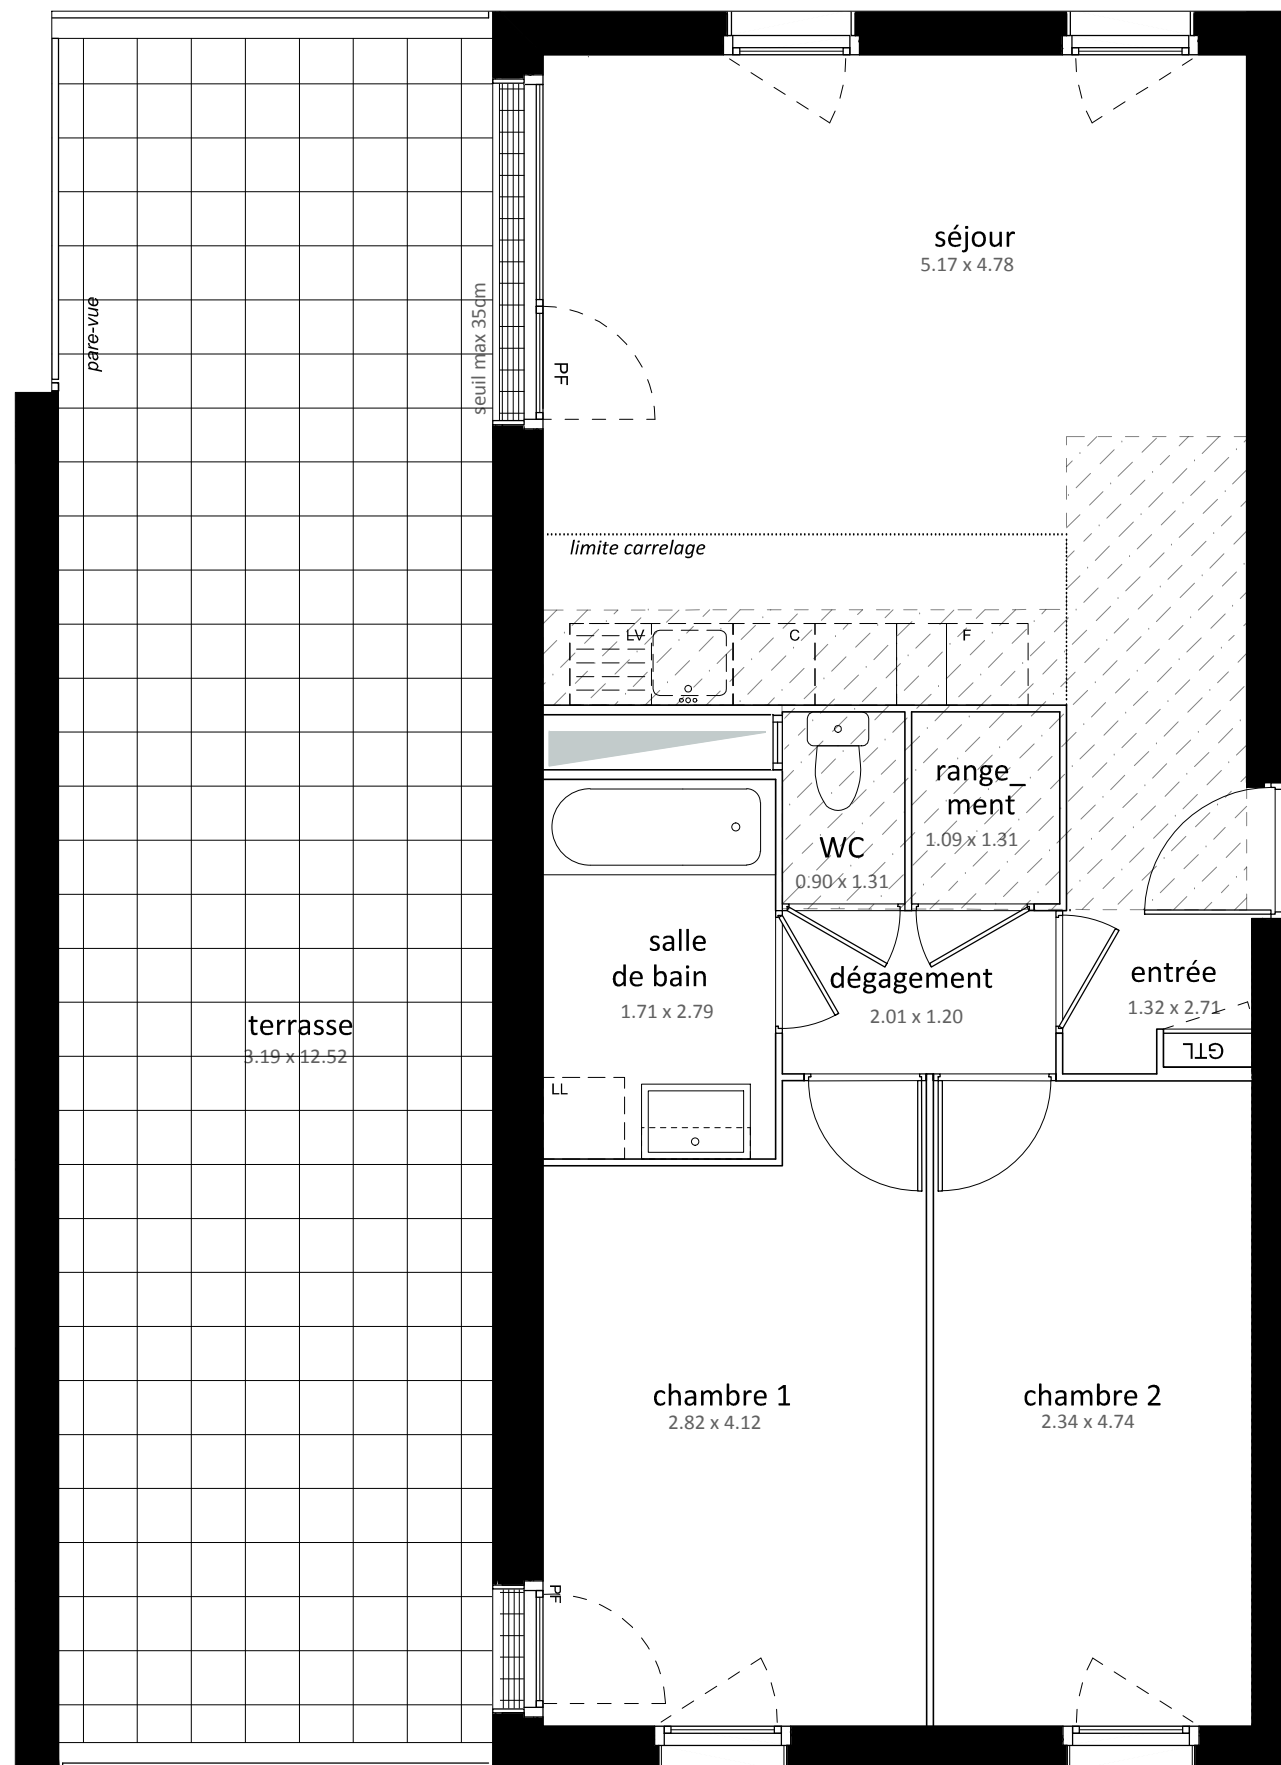 séjour
5.17 x 4.78
pare-vue
seuil max 35cm
PF
limite carrelage
LV
C
F
range_
ment
1.09 x 1.31
WC
0.90 x 1.31
salle
de bain
1.71 x 2.79
dégagement
2.01 x 1.20
entrée
1.32 x 2.71
GTL
terrasse
3.19 x 12.52
LL
chambre 1
2.82 x 4.12
chambre 2
2.34 x 4.74
PF